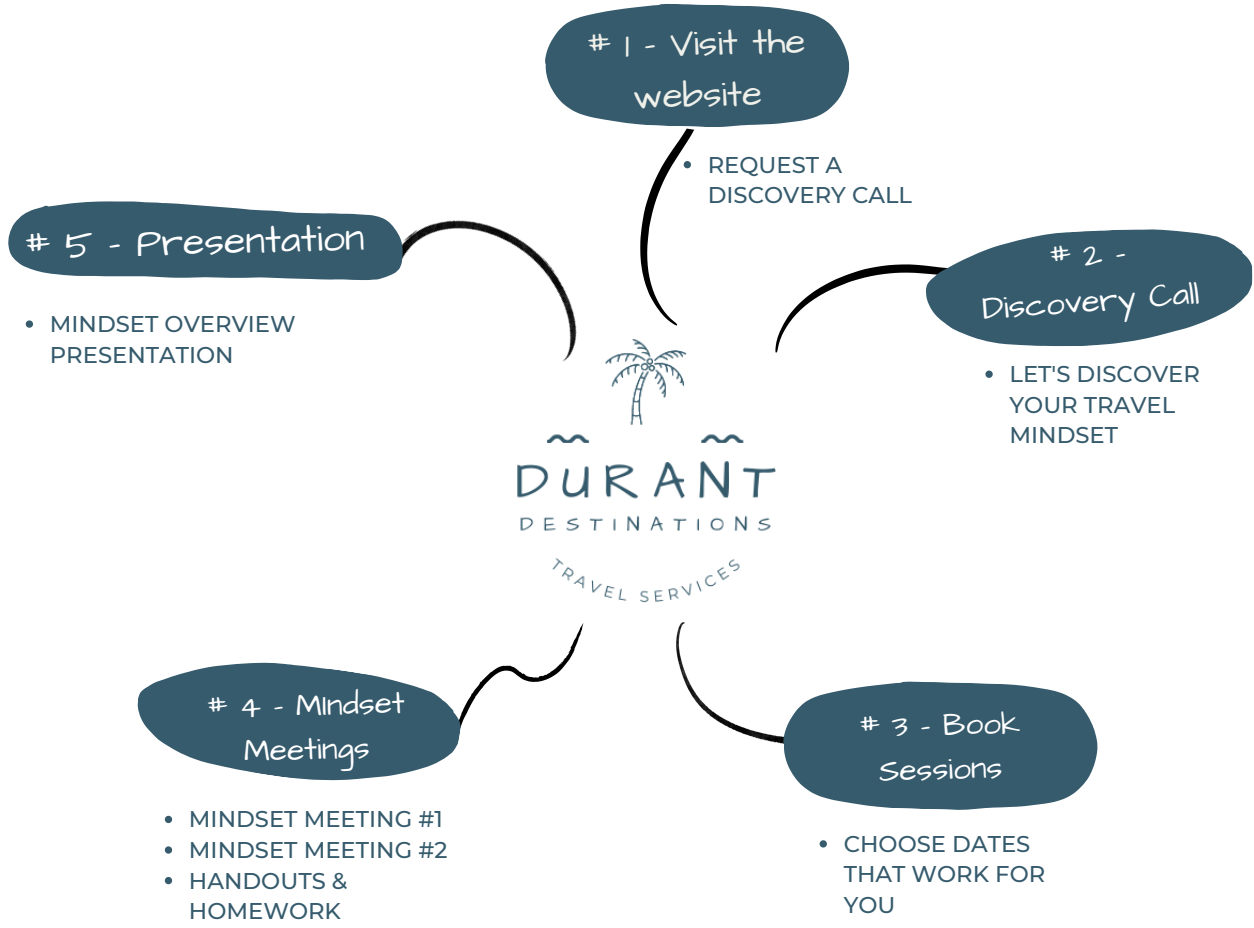 # 1 - Visit the
website
• REQUEST A
DISCOVERY CALL
# 2 -
Discovery Call
• LET'S DISCOVER
YOUR TRAVEL
MINDSET
# 3 - Book
Sessions
• CHOOSE DATES
THAT WORK FOR
YOU
# 4 - MIndset
Meetings
• MINDSET MEETING #1
• MINDSET MEETING #2
• HANDOUTS &
HOMEWORK
# 5 - Presentation
• MINDSET OVERVIEW
PRESENTATION
DURANT
DESTINATIONS
TRAVEL SERVICES